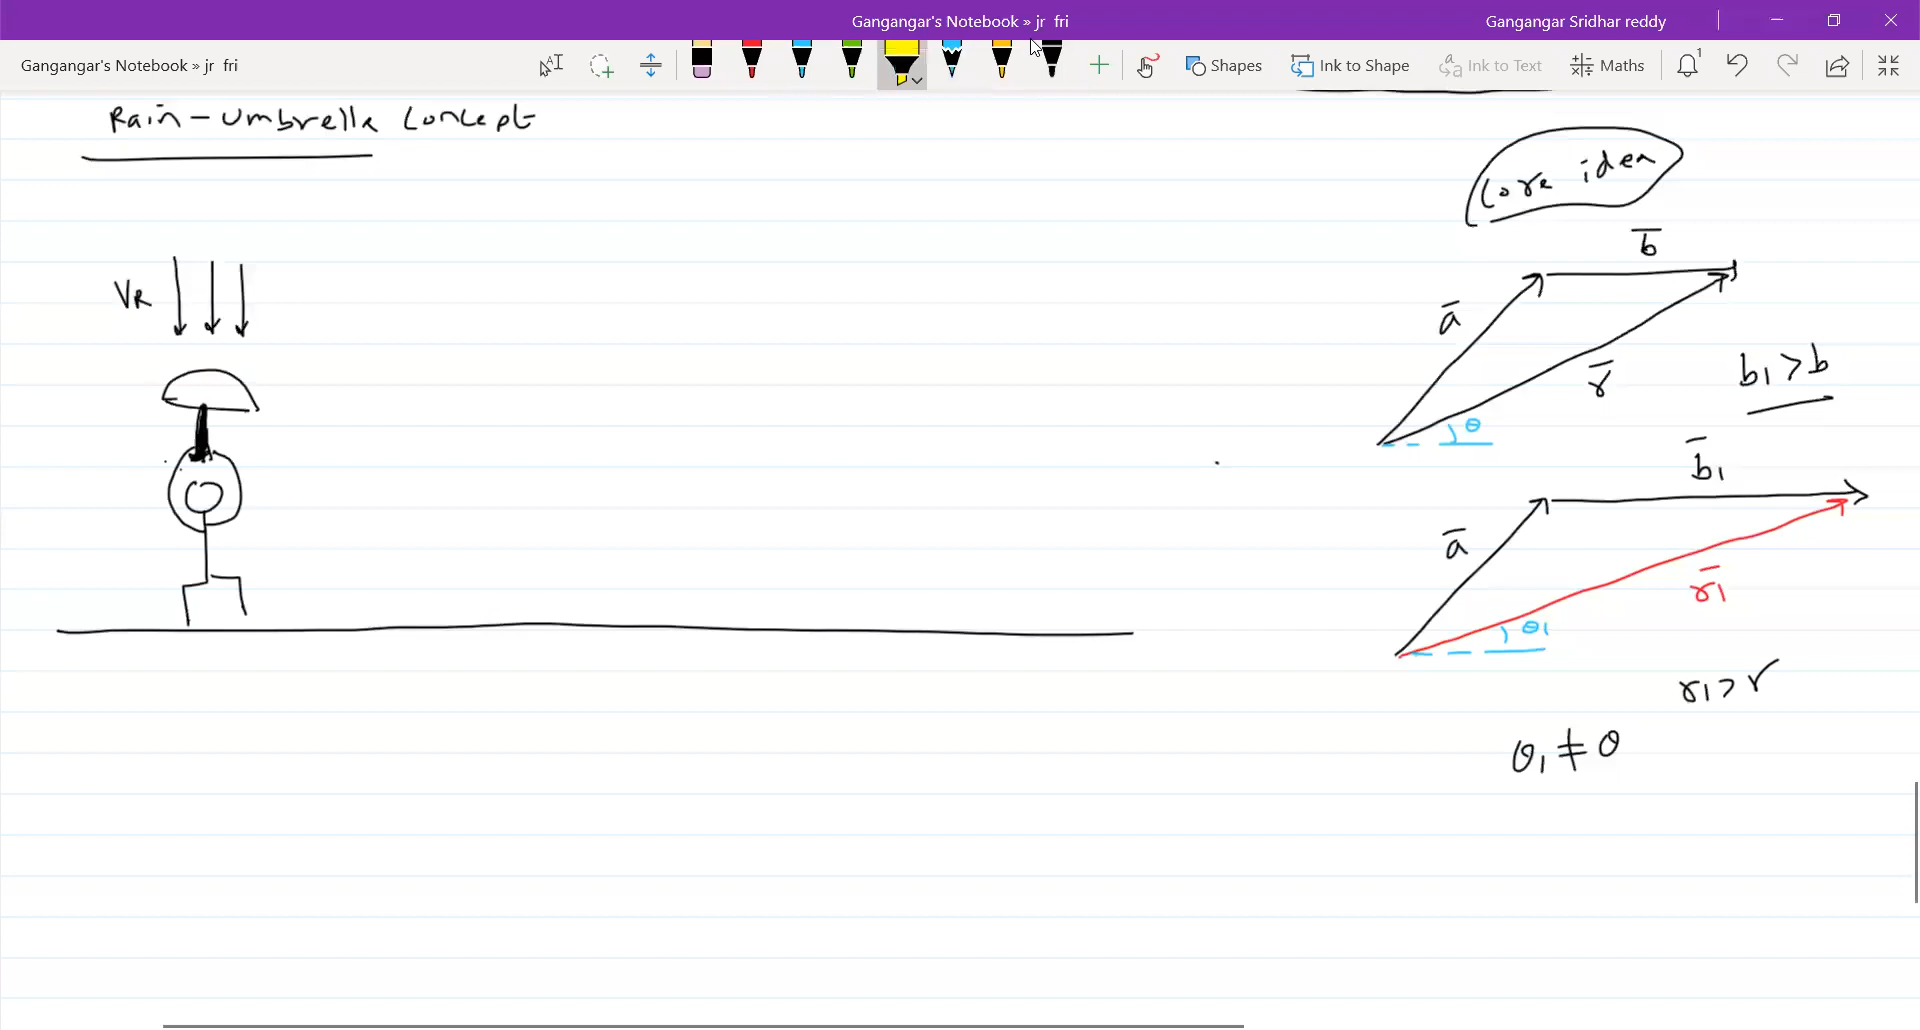 Gangangar's Notebook » jr fri
Gangangar Sridhar reddy
Gangangar's Notebook » jr fri
Shapes
Ink to Shape
Ink to Text
Maths
1
Rain - Umbrella Concept
VR
Core idea
b̅
a̅
r̅
θ
b1 > b
b̅1
a̅
r̅1
θ1
r1 > r
θ1 ≠ θ